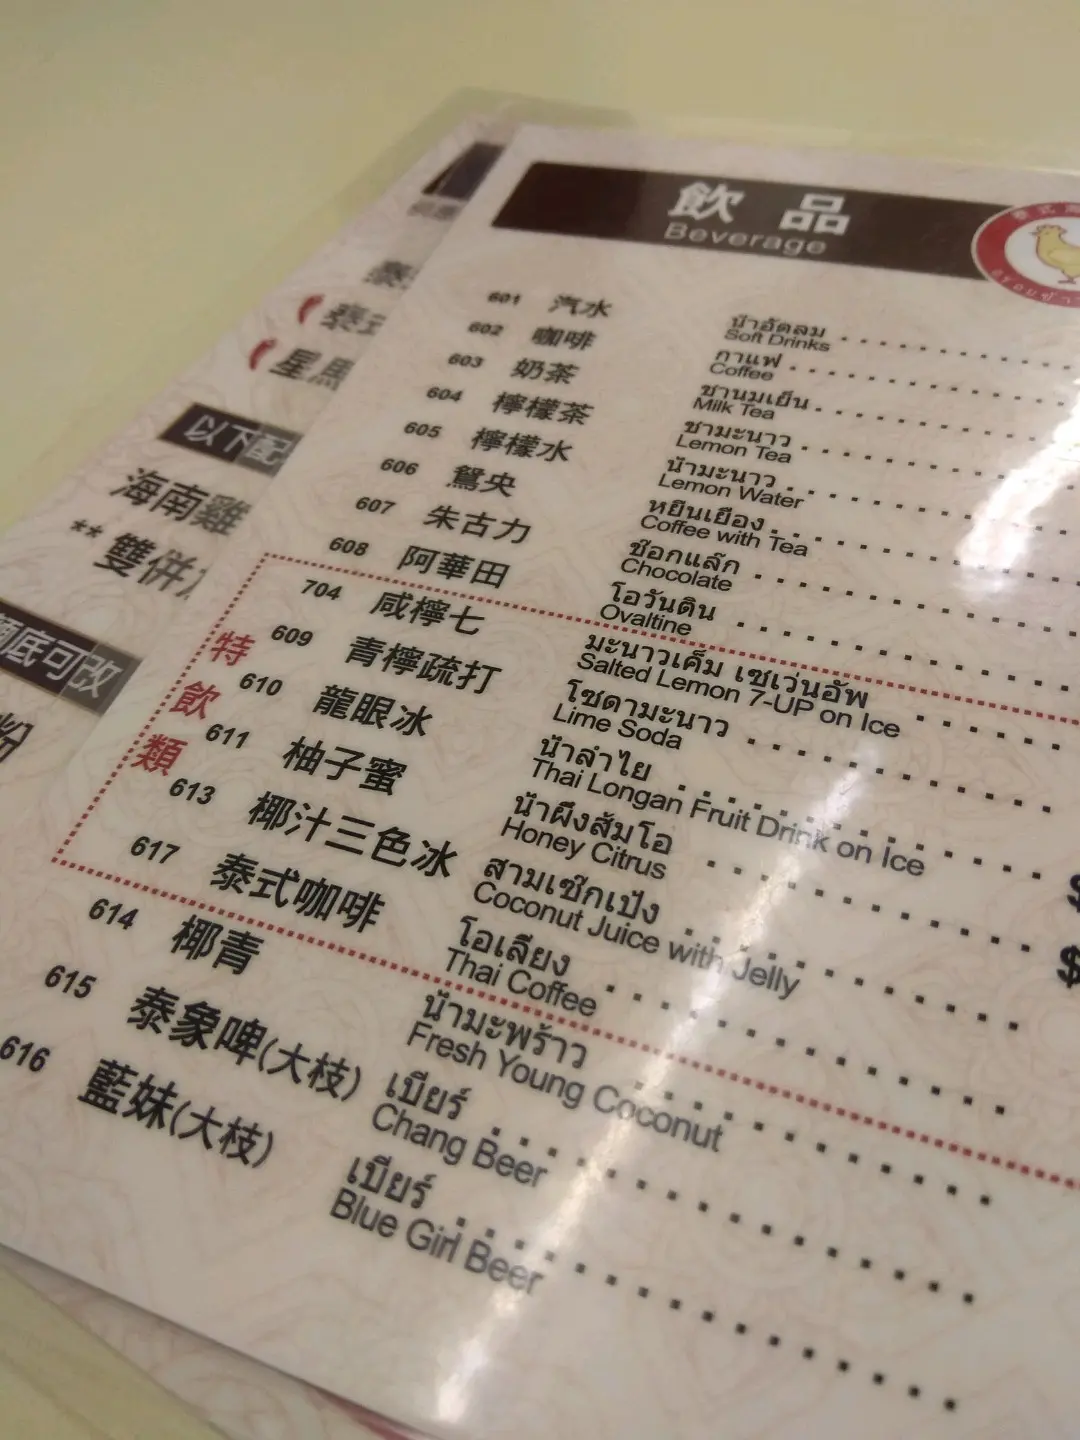 飲品
Beverage
601 汽水 น้ำอัดลม
Soft Drinks
602 咖啡 กาแฟ
Coffee
603 奶茶 ชานมเย็น
Milk Tea
604 檸檬茶 ชามะนาว
Lemon Tea
605 檸檬水 น้ำมะนาว
Lemon Water
606 鴛央 หยีนเยือง
Coffee with Tea
607 朱古力 ช๊อกแล๊ก
Chocolate
608 阿華田 โอวันติน
Ovaltine
特飲類
704 咸檸七 มะนาวเค็ม เซเว่นอัพ
Salted Lemon 7-UP on Ice
609 青檸疏打 โซดามะนาว
Lime Soda
610 龍眼冰 น้ำลำไย
Thai Longan Fruit Drink on Ice
611 柚子蜜 น้ำผึ้งส้มโอ
Honey Citrus
613 椰汁三色冰 สามเซ๊กเป้ง
Coconut Juice with Jelly
617 泰式咖啡 โอเลี้ยง
Thai Coffee
614 椰青 น้ำมะพร้าว
Fresh Young Coconut
615 泰象啤(大枝) เบียร์
Chang Beer
616 藍妹(大枝) เบียร์
Blue Girl Beer
星馬
以下配
海南雞
** 雙併
底可改
粉